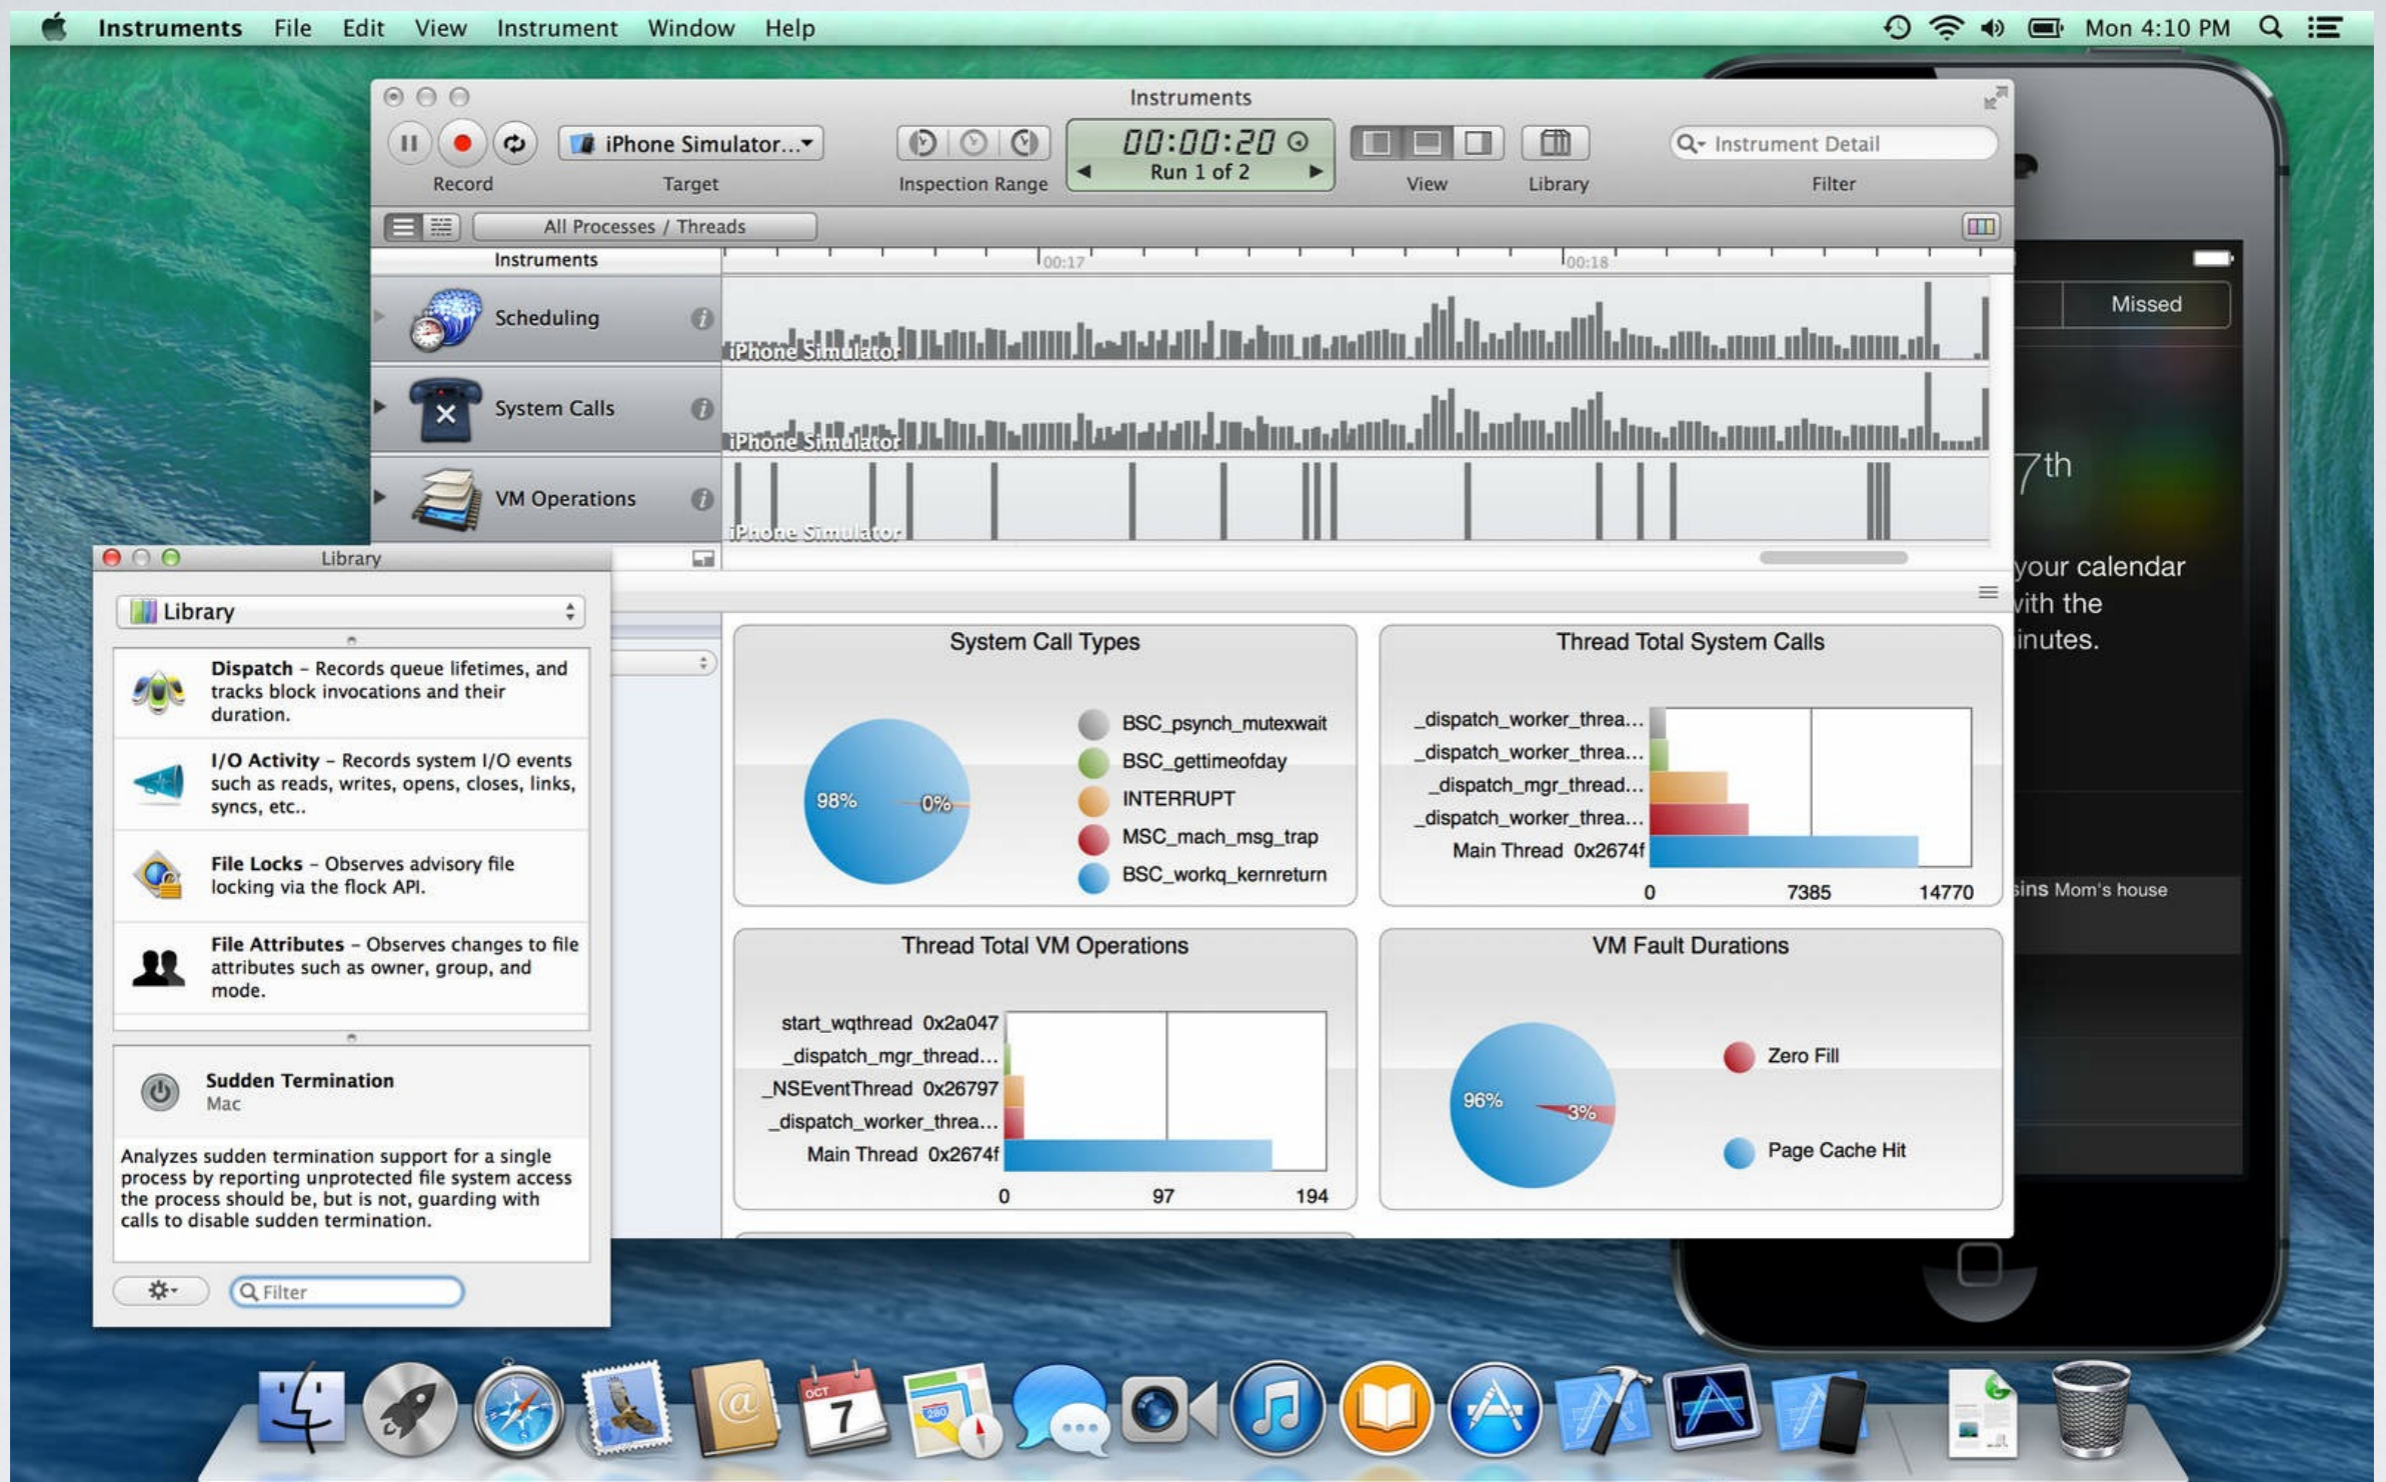 Instruments File Edit View Instrument Window Help
Mon 4:10 PM
Instruments
iPhone Simulator...
00:00:20
Run 1 of 2
Instrument Detail
Record
Target
Inspection Range
View
Library
Filter
All Processes / Threads
Instruments
00:17
00:18
Scheduling
iPhone Simulator
System Calls
iPhone Simulator
VM Operations
iPhone Simulator
Library
Library
Dispatch – Records queue lifetimes, and
tracks block invocations and their
duration.
I/O Activity – Records system I/O events
such as reads, writes, opens, closes, links,
syncs, etc..
File Locks – Observes advisory file
locking via the flock API.
File Attributes – Observes changes to file
attributes such as owner, group, and
mode.
Sudden Termination
Mac
Analyzes sudden termination support for a single
process by reporting unprotected file system access
the process should be, but is not, guarding with
calls to disable sudden termination.
Filter
System Call Types
98%
0%
BSC_psynch_mutexwait
BSC_gettimeofday
INTERRUPT
MSC_mach_msg_trap
BSC_workq_kernreturn
Thread Total System Calls
_dispatch_worker_threa...
_dispatch_worker_threa...
_dispatch_mgr_thread...
_dispatch_worker_threa...
Main Thread 0x2674f
0 7385 14770
Thread Total VM Operations
start_wqthread 0x2a047
_dispatch_mgr_thread...
_NSEventThread 0x26797
_dispatch_worker_threa...
Main Thread 0x2674f
0 97 194
VM Fault Durations
96%
3%
Zero Fill
Page Cache Hit
Missed
7th
your calendar
with the
inutes.
sins Mom's house
OCT
7
280